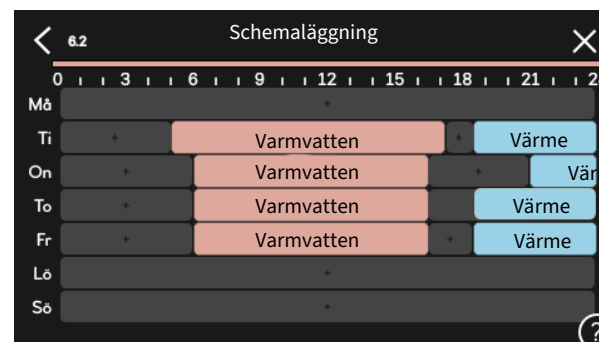 6.2 Schemaläggning
0 3 6 9 12 15 18 21 2
Må +
Ti + Varmvatten + Värme
On + Varmvatten + Vär
To + Varmvatten Värme
Fr + Varmvatten + Värme
Lö +
Sö +
?